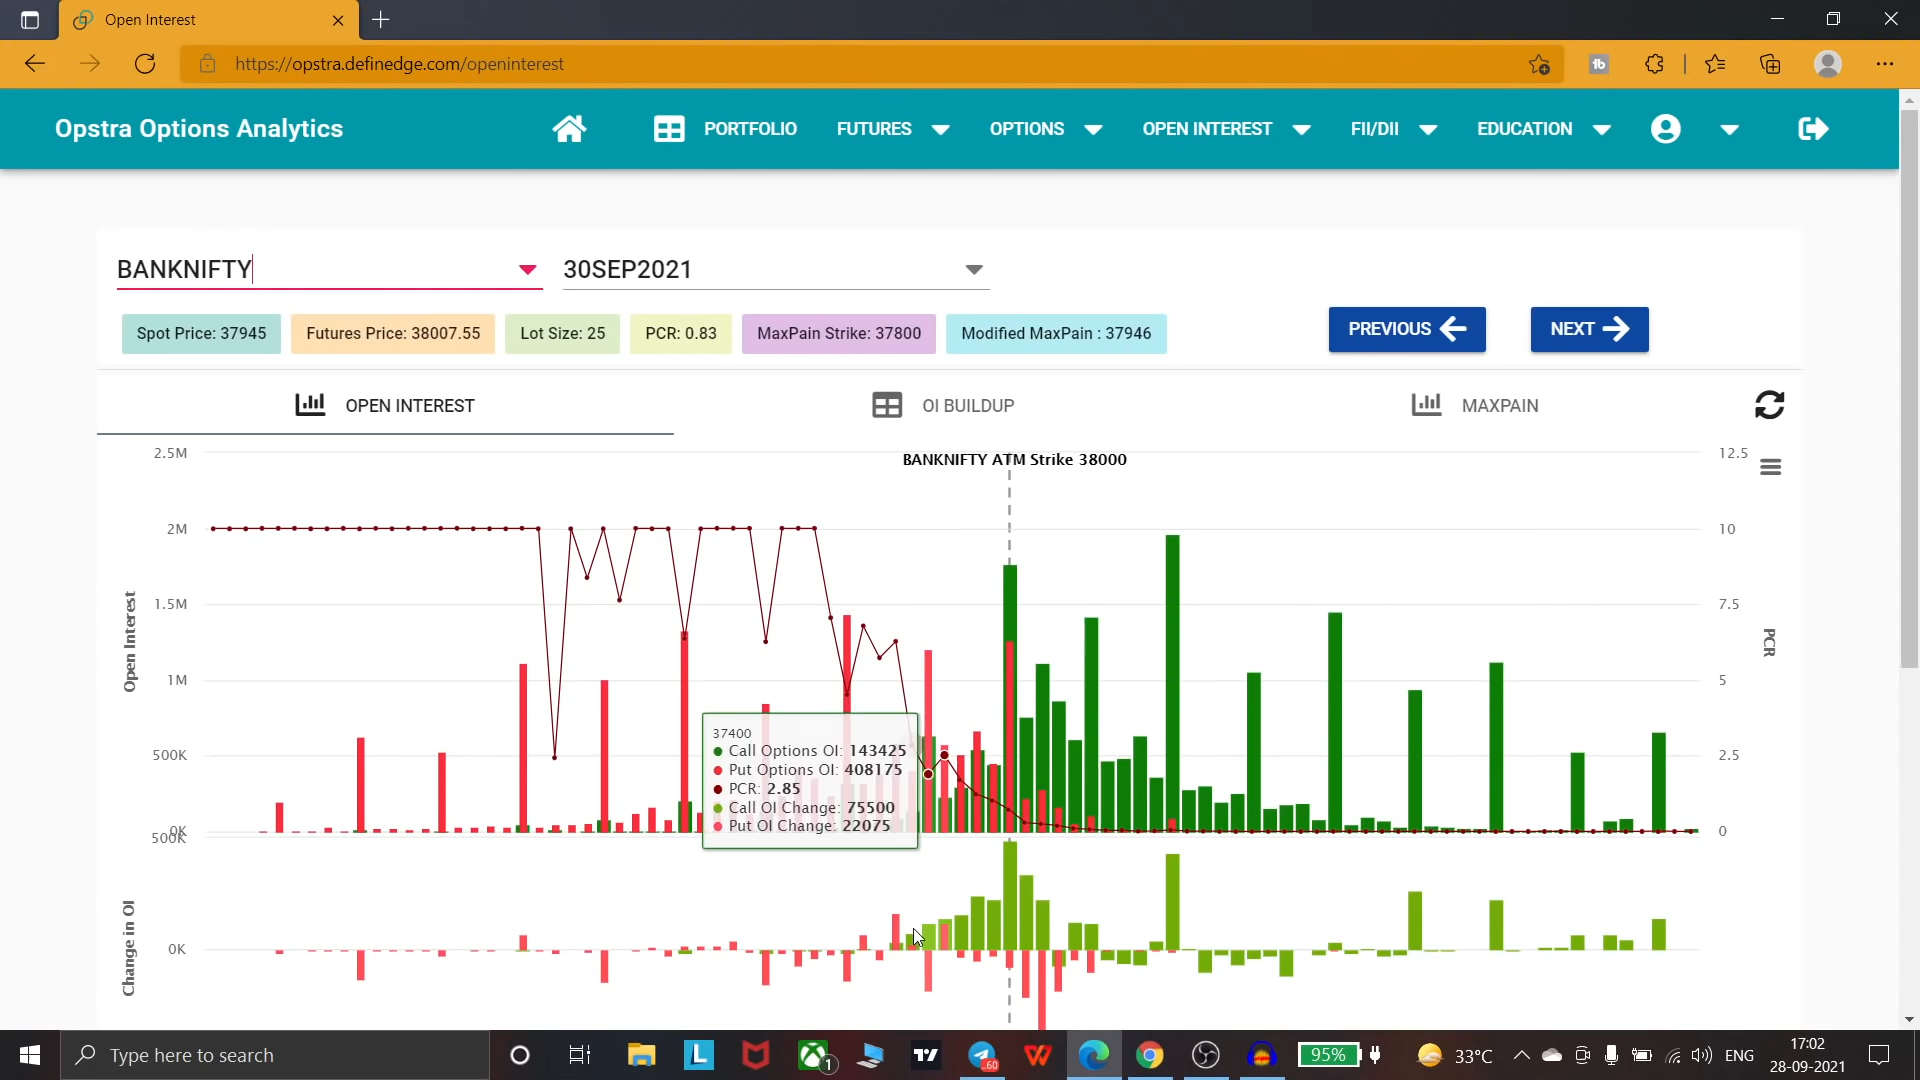 Open Interest
https://opstra.definedge.com/openinterest
Opstra Options Analytics
PORTFOLIO
FUTURES
OPTIONS
OPEN INTEREST
FII/DII
EDUCATION
BANKNIFTY
30SEP2021
Spot Price: 37945
Futures Price: 38007.55
Lot Size: 25
PCR: 0.83
MaxPain Strike: 37800
Modified MaxPain : 37946
PREVIOUS
NEXT
OPEN INTEREST
OI BUILDUP
MAXPAIN
BANKNIFTY ATM Strike 38000
2.5M
2M
1.5M
1M
500K
0K
Open Interest
12.5
10
7.5
5
2.5
0
PCR
37400
Call Options OI: 143425
Put Options OI: 408175
PCR: 2.85
Call OI Change: 75500
Put OI Change: 22075
500K
0K
Change in OI
Type here to search
1
60
95%
33°C
ENG
17:02
28-09-2021